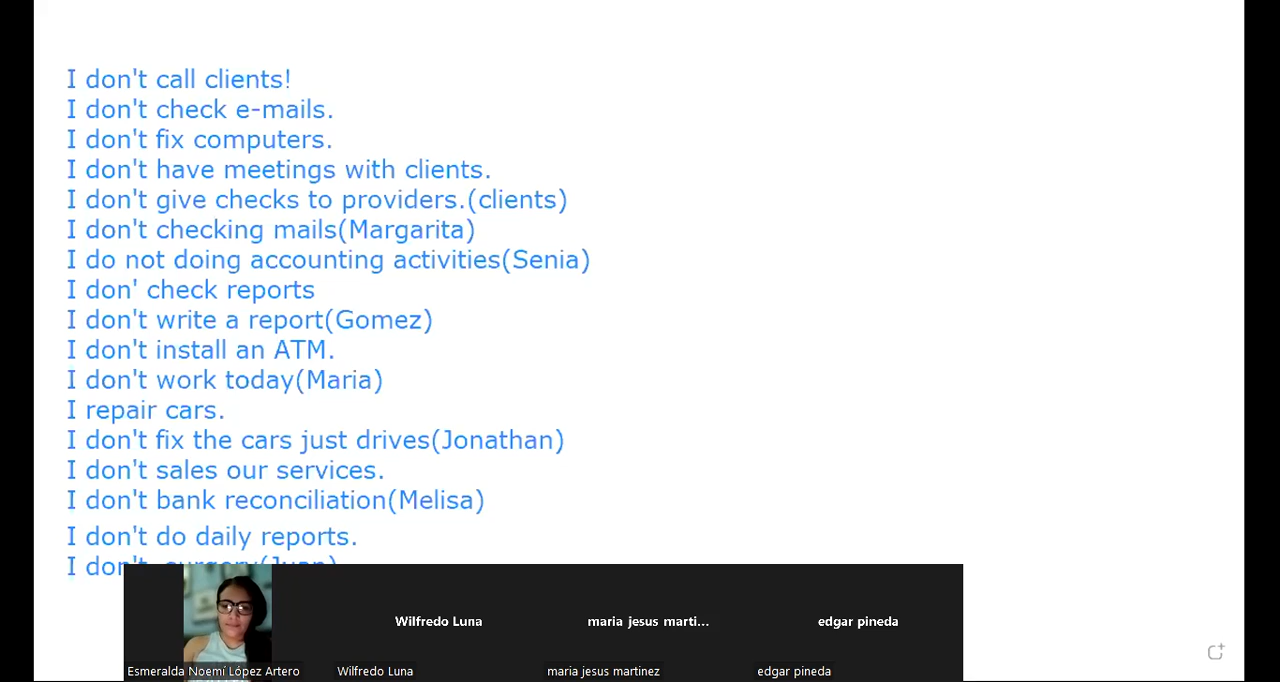 I don't call clients!
I don't check e-mails.
I don't fix computers.
I don't have meetings with clients.
I don't give checks to providers.(clients)
I don't checking mails(Margarita)
I do not doing accounting activities(Senia)
I don' check reports
I don't write a report(Gomez)
I don't install an ATM.
I don't work today(Maria)
I repair cars.
I don't fix the cars just drives(Jonathan)
I don't sales our services.
I don't bank reconciliation(Melisa)
I don't do daily reports.
I don't surgery(Juan)
Wilfredo Luna maria jesus marti... edgar pineda
Esmeralda Noemí López Artero Wilfredo Luna maria jesus martinez edgar pineda